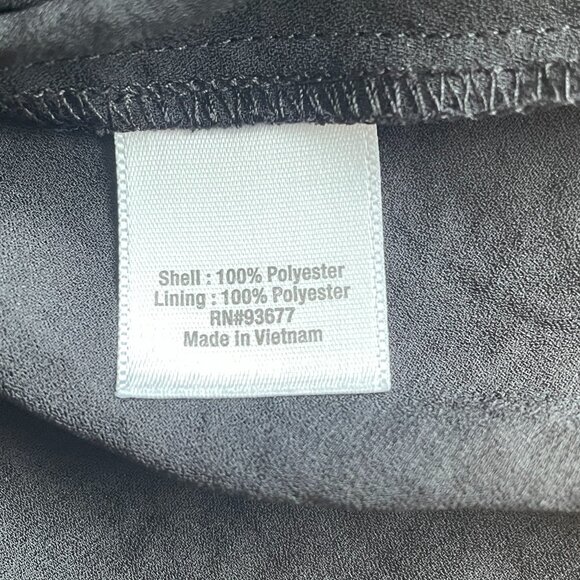 Shell : 100% Polyester
Lining : 100% Polyester
RN#93677
Made in Vietnam